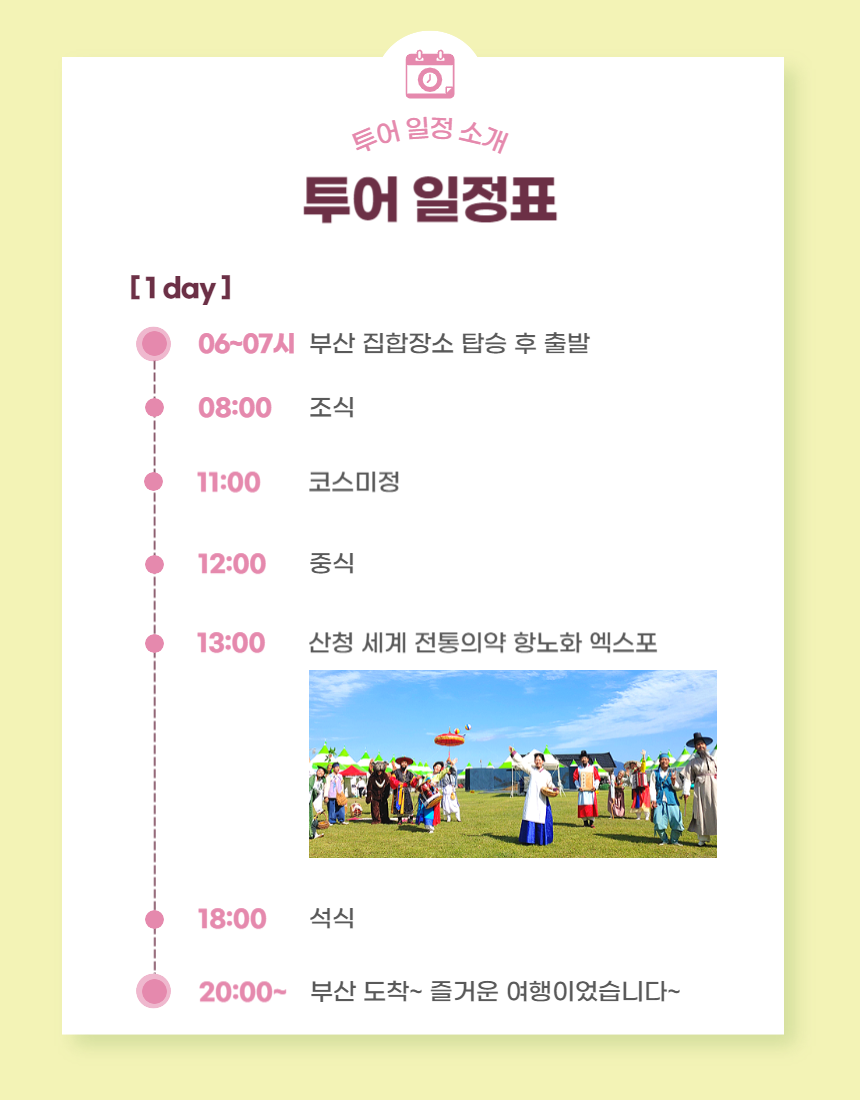 투어 일정 소개
투어 일정표
[ 1 day ]
06~07시 부산 집합장소 탑승 후 출발
08:00 조식
11:00 코스미정
12:00 중식
13:00 산청 세계 전통의약 항노화 엑스포
18:00 석식
20:00~ 부산 도착~ 즐거운 여행이었습니다~